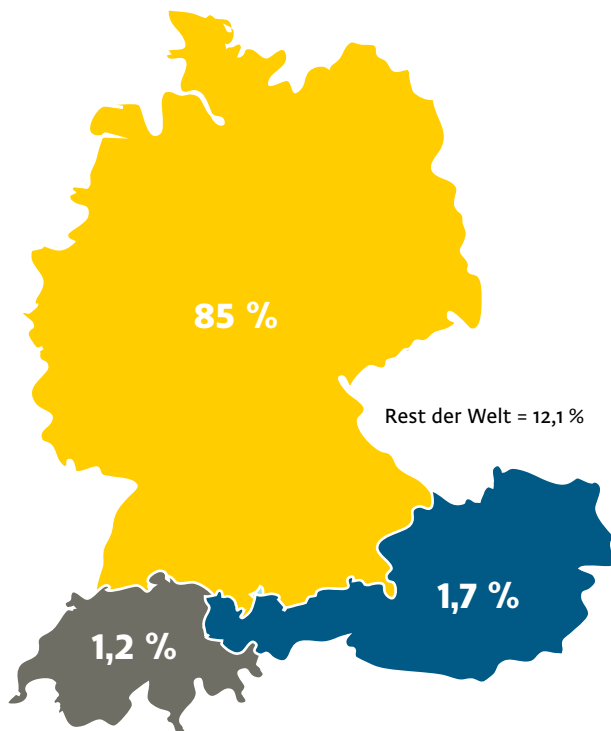 85 %
Rest der Welt = 12,1 %
1,7 %
1,2 %